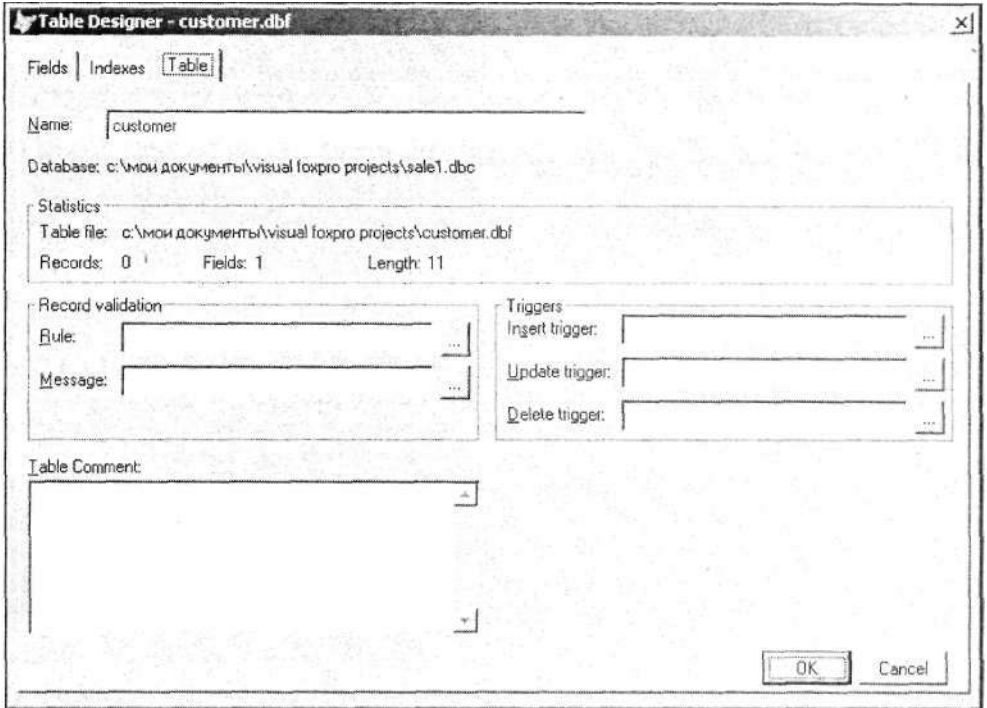 Table Designer - customer.dbf
Fields Indexes Table
Name: customer
Database: c:\мои документы\visual foxpro projects\sale1.dbc
Statistics
Table file: c:\мои документы\visual foxpro projects\customer.dbf
Records: 0 Fields: 1 Length: 11
Record validation
Rule: ...
Message: ...
Triggers
Insert trigger: ...
Update trigger: ...
Delete trigger: ...
Table Comment:
OK Cancel